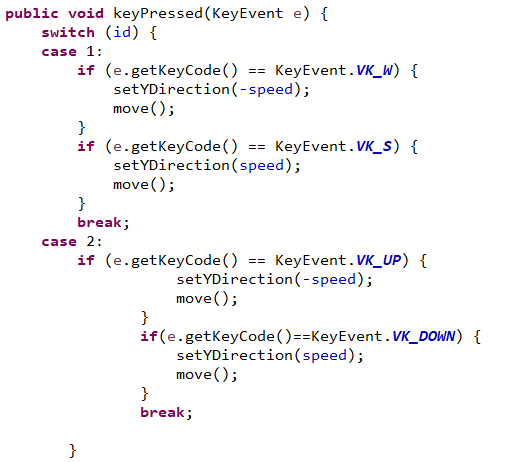 public void keyPressed(KeyEvent e) {
    switch (id) {
    case 1:
        if (e.getKeyCode() == KeyEvent.VK_W) {
            setYDirection(-speed);
            move();
        }
        if (e.getKeyCode() == KeyEvent.VK_S) {
            setYDirection(speed);
            move();
        }
        break;
    case 2:
        if (e.getKeyCode() == KeyEvent.VK_UP) {
                   setYDirection(-speed);
                   move();
               }
               if(e.getKeyCode()==KeyEvent.VK_DOWN) {
                   setYDirection(speed);
                   move();
               }
               break;

       }